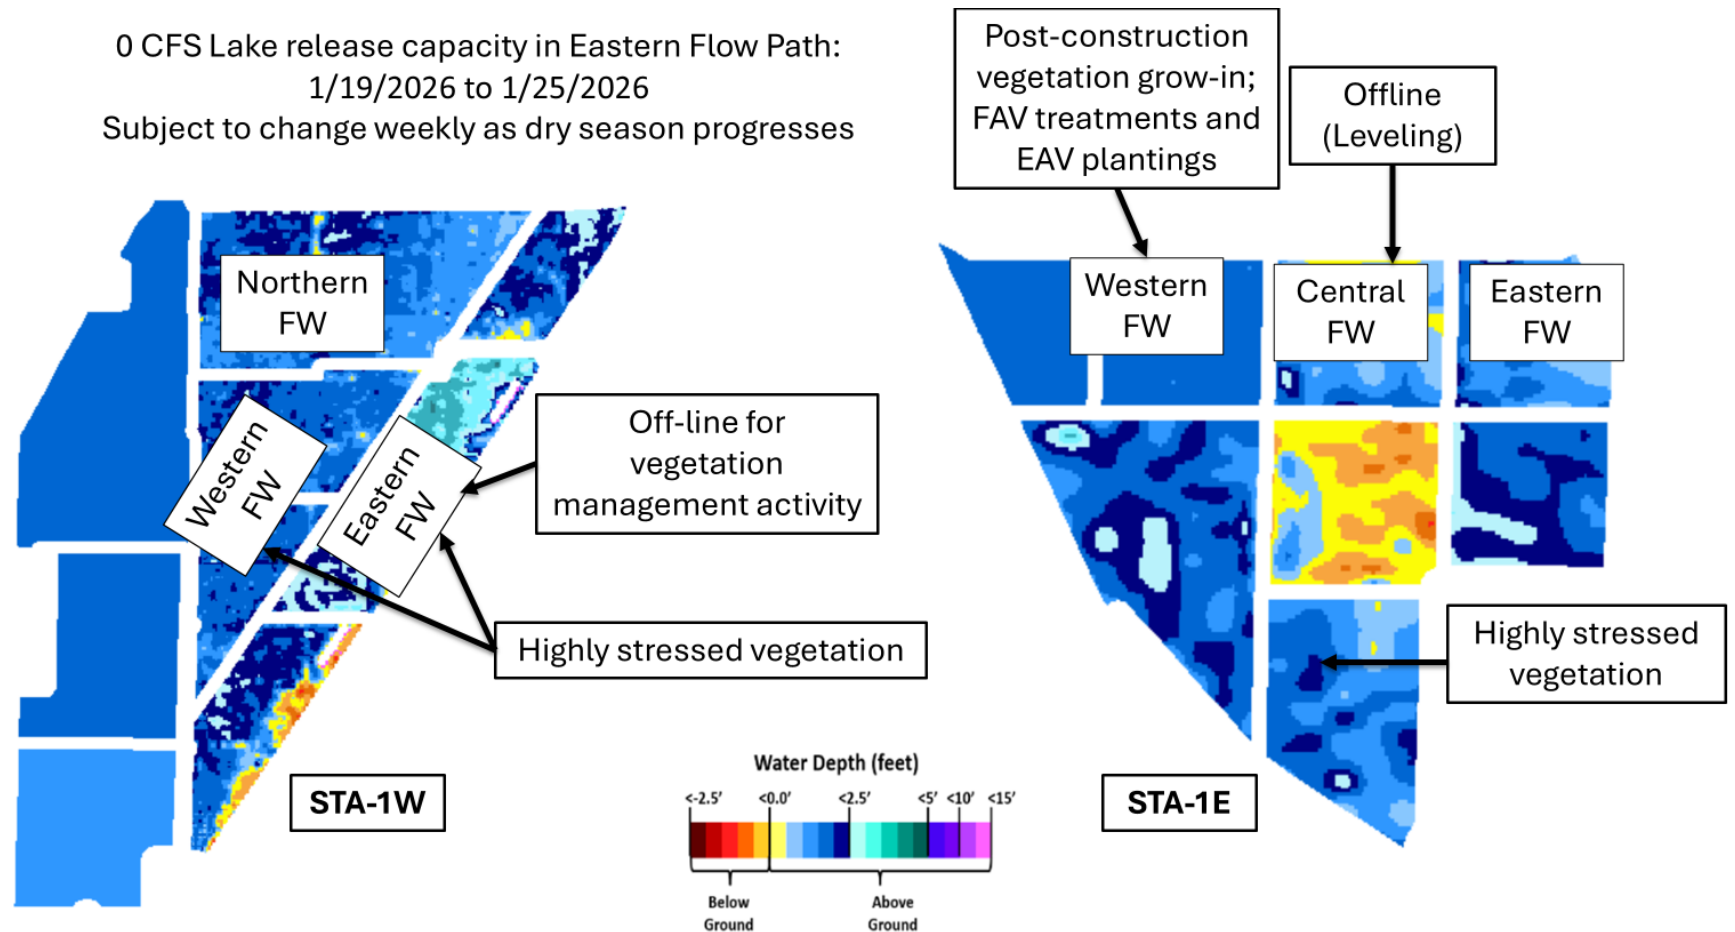 0 CFS Lake release capacity in Eastern Flow Path:
1/19/2026 to 1/25/2026
Subject to change weekly as dry season progresses
Post-construction
vegetation grow-in;
FAV treatments and
EAV plantings
Offline
(Leveling)
Northern
FW
Western
FW
Central
FW
Eastern
FW
Western
FW
Eastern
FW
Off-line for
vegetation
management activity
Highly stressed vegetation
Highly stressed
vegetation
STA-1W
STA-1E
Water Depth (feet)
<-2.5' <0.0' <2.5' <5' <10' <15'
Below
Ground
Above
Ground